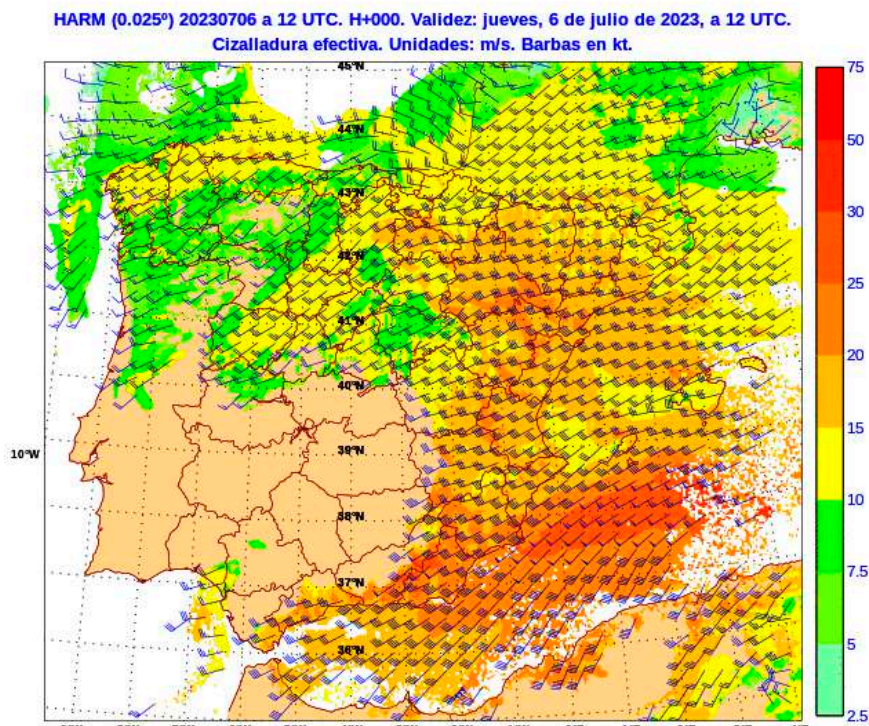 HARM (0.025º) 20230706 a 12 UTC. H+000. Validez: jueves, 6 de julio de 2023, a 12 UTC.
Cizalladura efectiva. Unidades: m/s. Barbas en kt.
45ºN
44ºN
43ºN
42ºN
41ºN
40ºN
39ºN
38ºN
37ºN
36ºN
10ºW
75
50
30
25
20
15
10
7.5
5
2.5